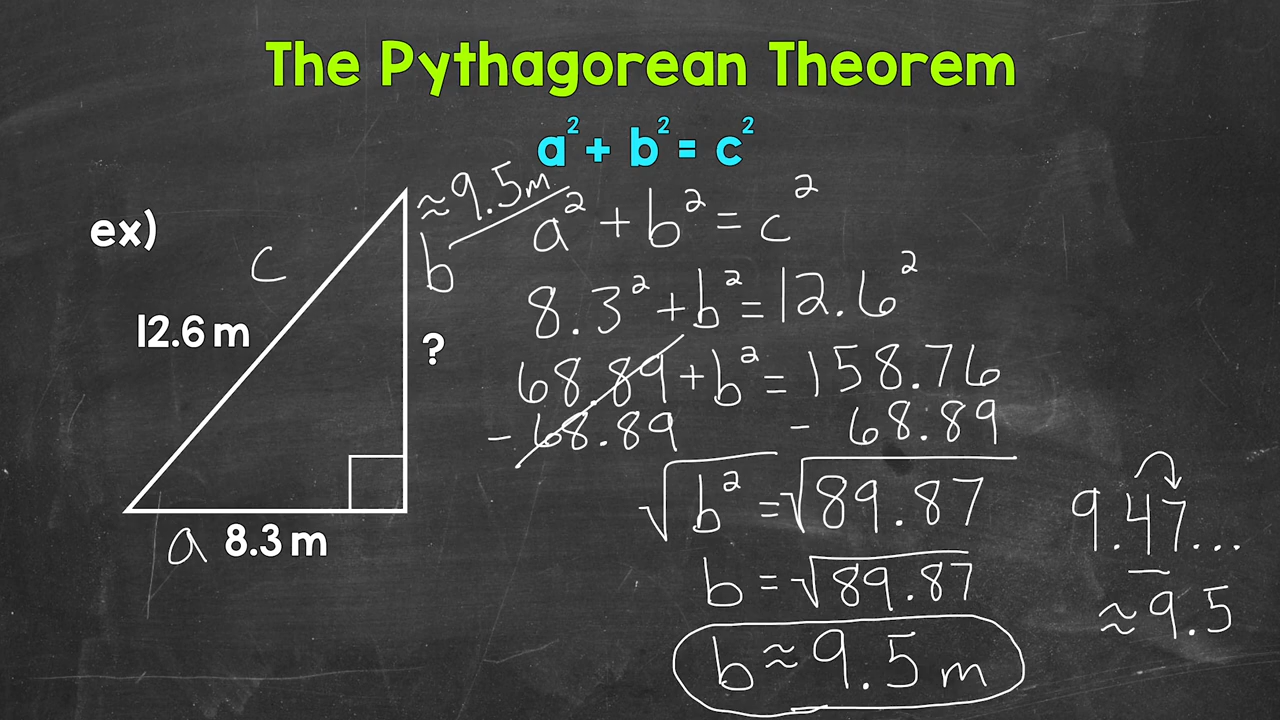 The Pythagorean Theorem
a² + b² = c²
ex)
c
12.6 m
≈9.5m
b
?
a 8.3 m
a² + b² = c²
8.3² + b² = 12.6²
68.89 + b² = 158.76
- 68.89 - 68.89
√b² = √89.87
b = √89.87
b ≈ 9.5 m
9.47...
≈ 9.5